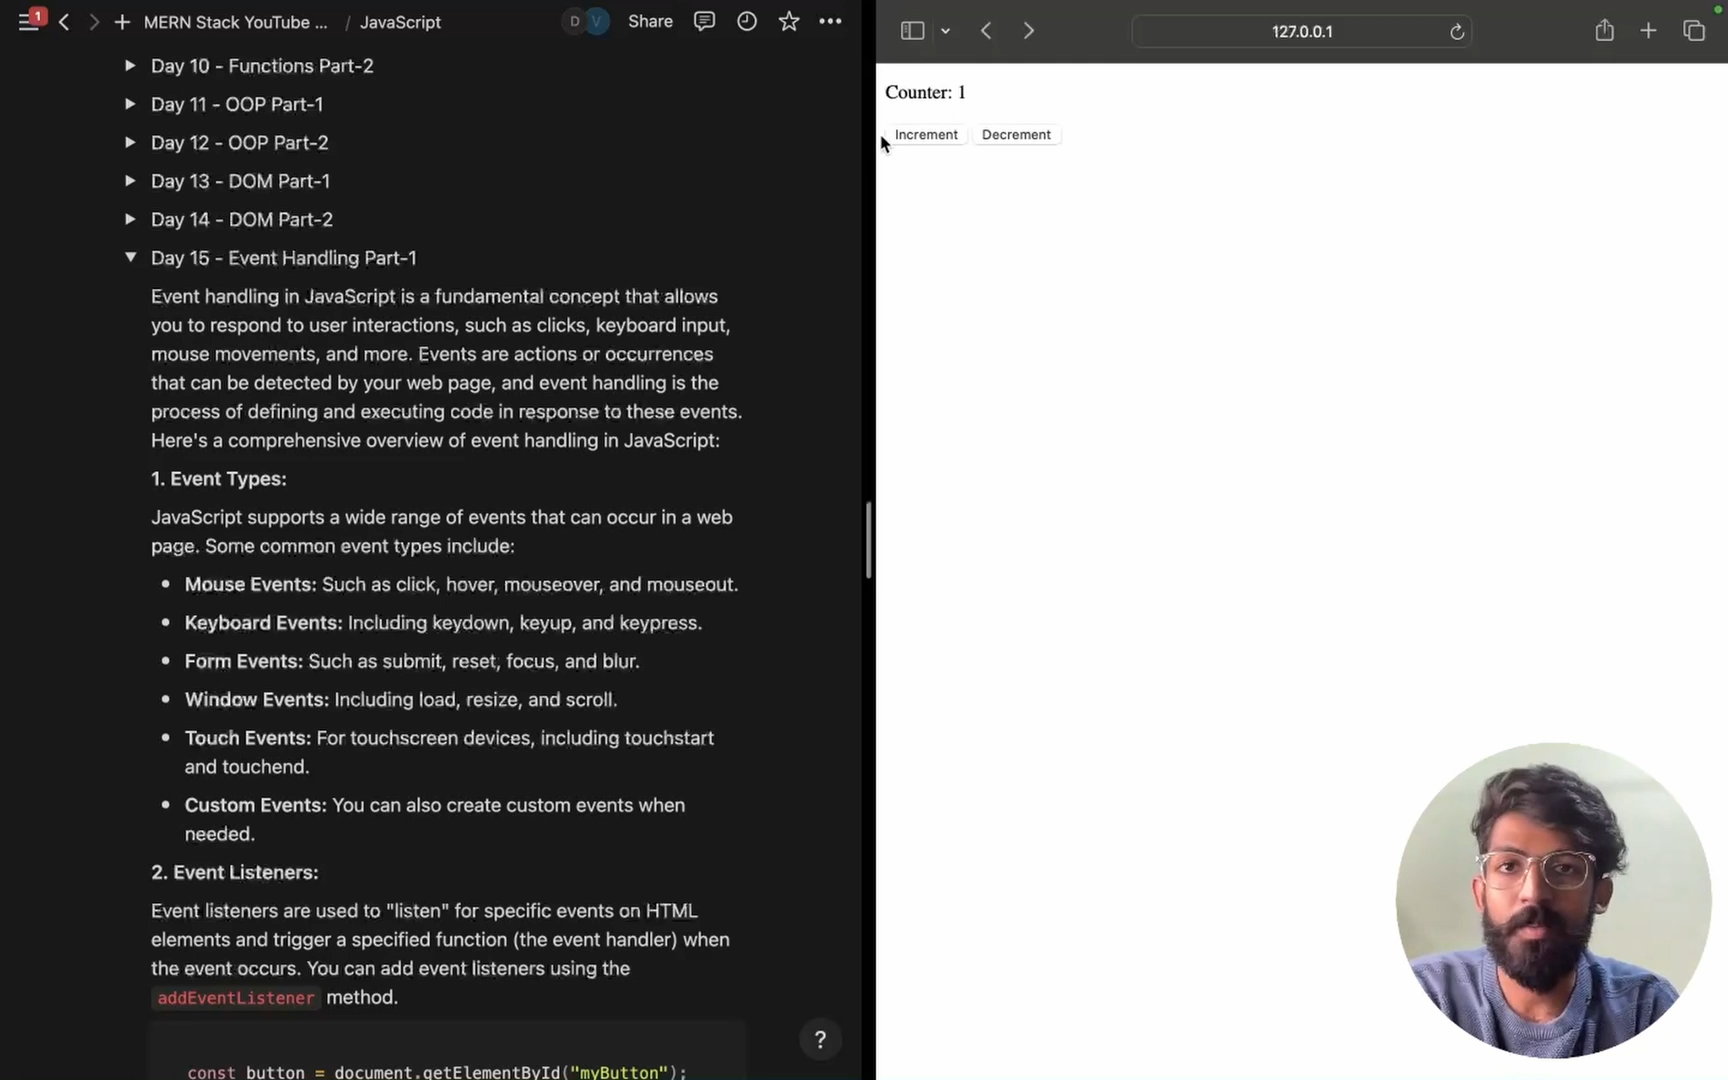 1
MERN Stack YouTube ... / JavaScript
D V Share
Day 10 - Functions Part-2
Day 11 - OOP Part-1
Day 12 - OOP Part-2
Day 13 - DOM Part-1
Day 14 - DOM Part-2
Day 15 - Event Handling Part-1
Event handling in JavaScript is a fundamental concept that allows
you to respond to user interactions, such as clicks, keyboard input,
mouse movements, and more. Events are actions or occurrences
that can be detected by your web page, and event handling is the
process of defining and executing code in response to these events.
Here's a comprehensive overview of event handling in JavaScript:
1. Event Types:
JavaScript supports a wide range of events that can occur in a web
page. Some common event types include:
• Mouse Events: Such as click, hover, mouseover, and mouseout.
• Keyboard Events: Including keydown, keyup, and keypress.
• Form Events: Such as submit, reset, focus, and blur.
• Window Events: Including load, resize, and scroll.
• Touch Events: For touchscreen devices, including touchstart
and touchend.
• Custom Events: You can also create custom events when
needed.
2. Event Listeners:
Event listeners are used to "listen" for specific events on HTML
elements and trigger a specified function (the event handler) when
the event occurs. You can add event listeners using the
addEventListener method.
const button = document.getElementById("myButton");
?
127.0.0.1
Counter: 1
Increment Decrement